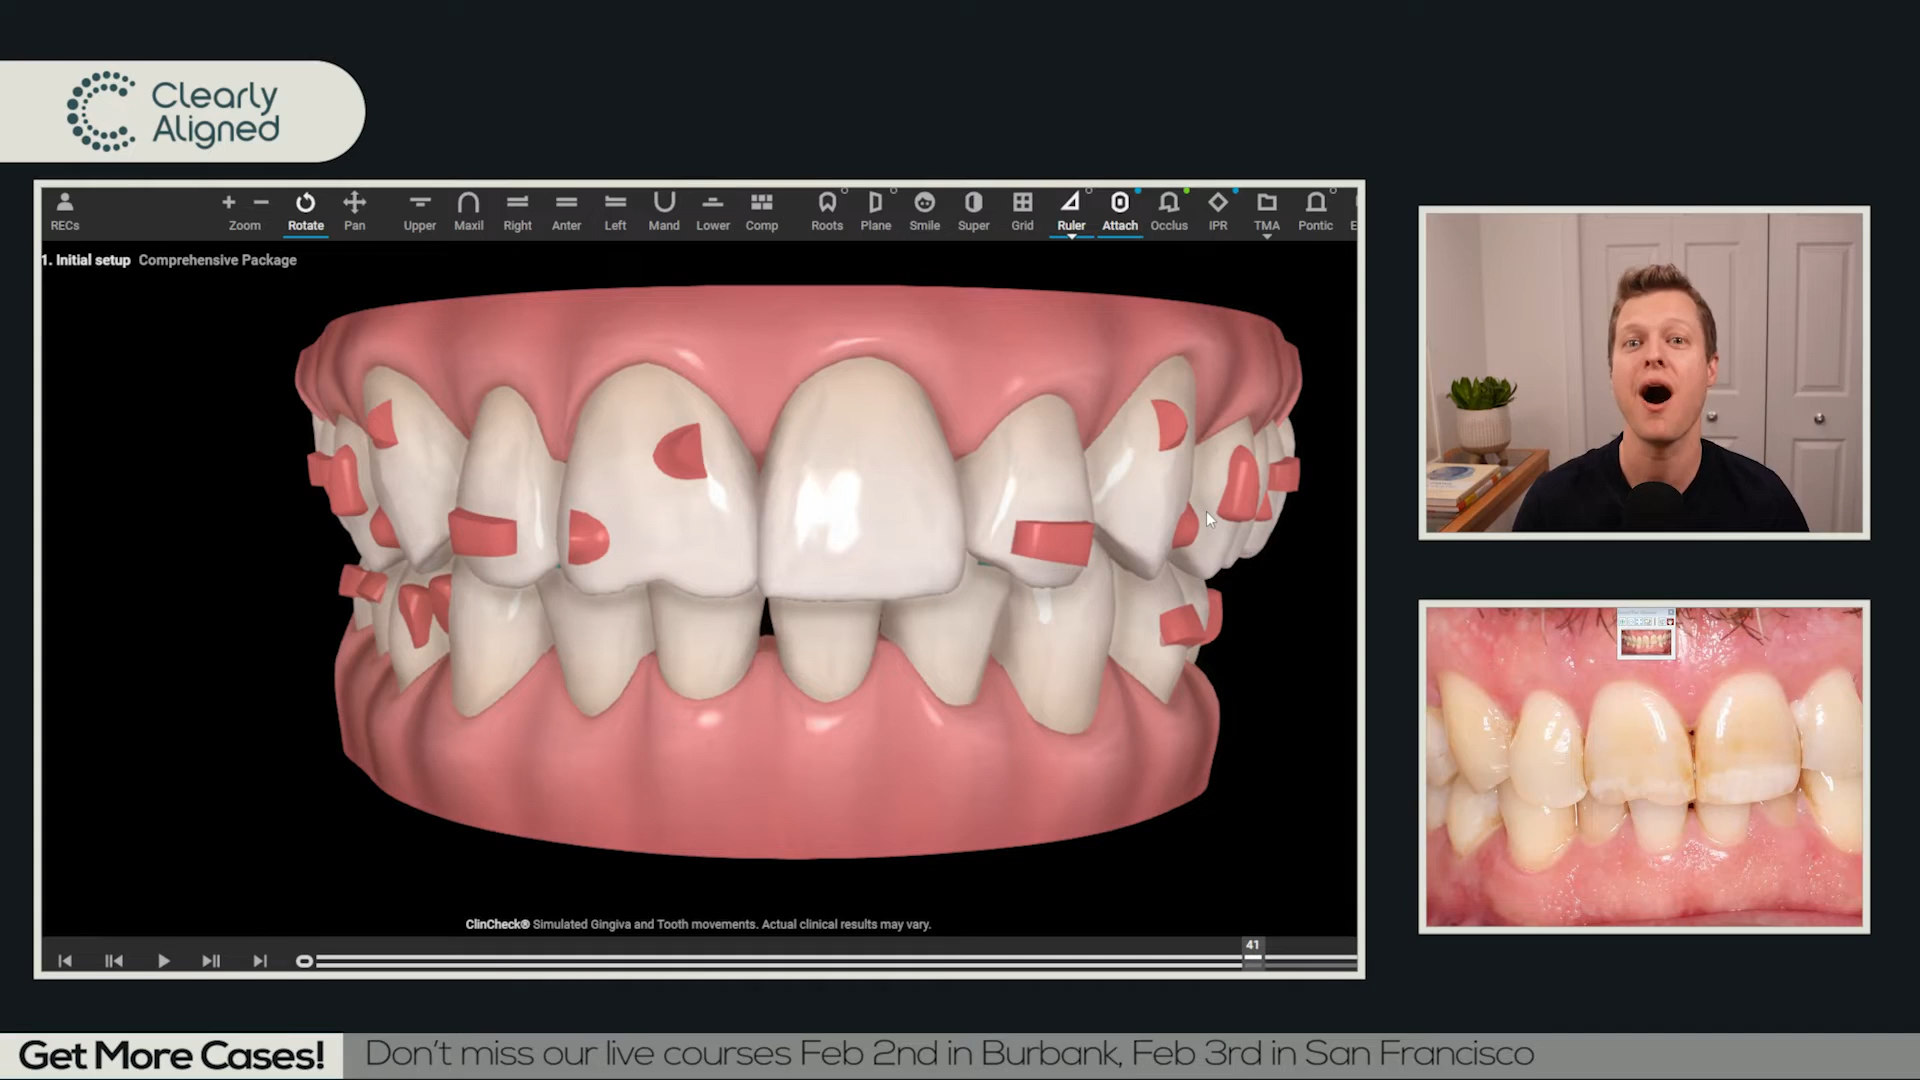 Clearly
Aligned
RECs
Zoom
Rotate
Pan
Upper
Maxil
Right
Anter
Left
Mand
Lower
Comp
Roots
Plane
Smile
Super
Grid
Ruler
Attach
Occlus
IPR
TMA
Pontic
E
1. Initial setup Comprehensive Package
ClinCheck® Simulated Gingiva and Tooth movements. Actual clinical results may vary.
41
Get More Cases! Don't miss our live courses Feb 2nd in Burbank, Feb 3rd in San Francisco